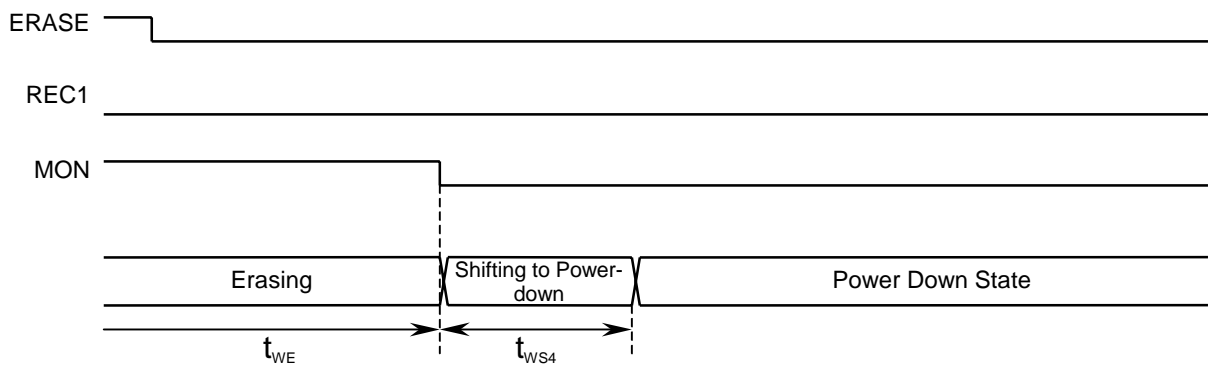 ERASE
REC1
MON
Erasing
Shifting to Power-
down
Power Down State
tWE
tWS4